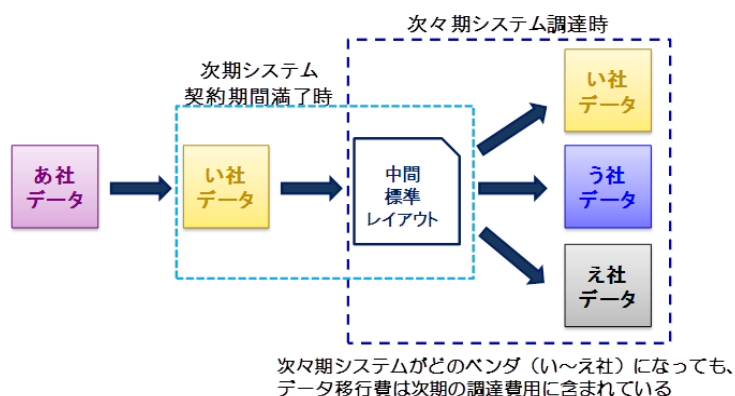 次々期システム調達時
次期システム
契約期間満了時
あ社
データ
い社
データ
中間
標準
レイアウト
い社
データ
う社
データ
え社
データ
次々期システムがどのベンダ（い～え社）になっても、
データ移行費は次期の調達費用に含まれている